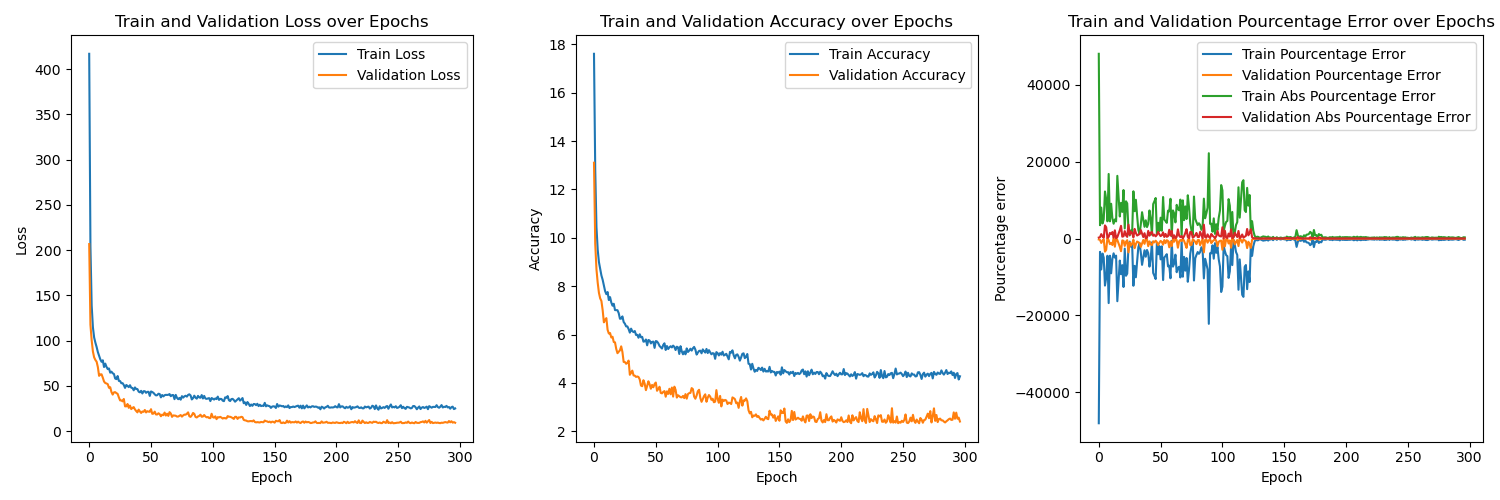 Train and Validation Loss over Epochs
Train Loss
Validation Loss
400
350
300
250
200
150
100
50
0
Loss
0 50 100 150 200 250 300
Epoch
Train and Validation Accuracy over Epochs
Train Accuracy
Validation Accuracy
18
16
14
12
10
8
6
4
2
Accuracy
0 50 100 150 200 250 300
Epoch
Train and Validation Pourcentage Error over Epochs
Train Pourcentage Error
Validation Pourcentage Error
Train Abs Pourcentage Error
Validation Abs Pourcentage Error
40000
20000
0
−20000
−40000
Pourcentage error
0 50 100 150 200 250 300
Epoch